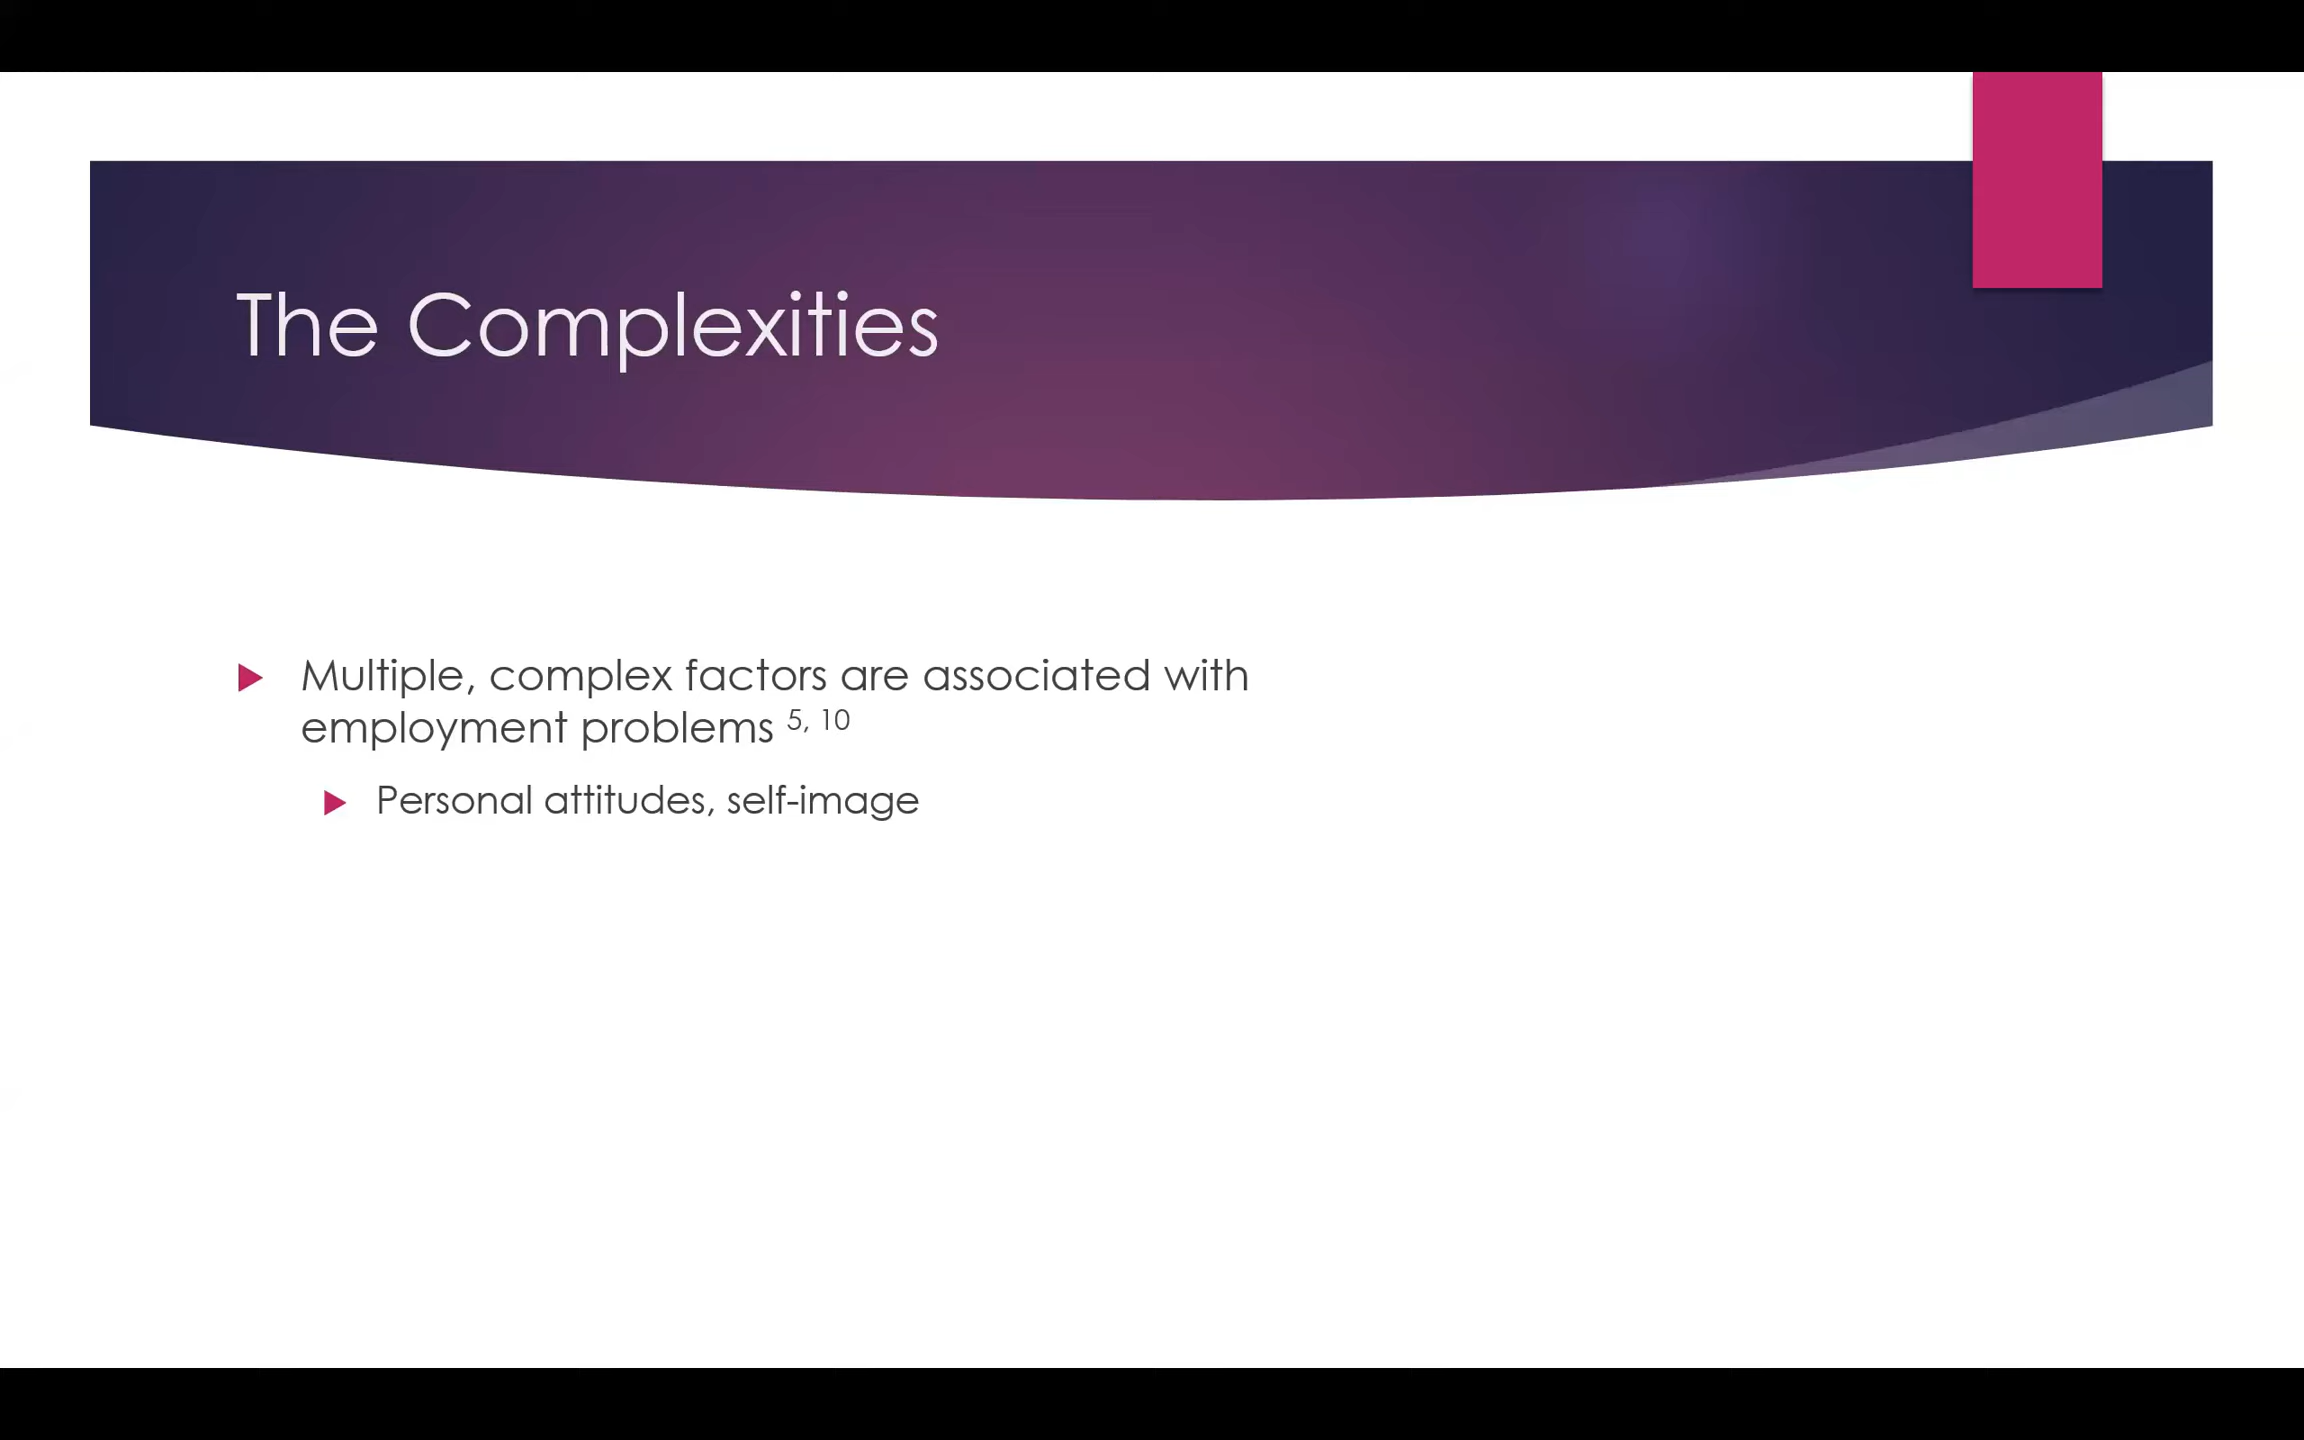 The Complexities
Multiple, complex factors are associated with
employment problems 5, 10
Personal attitudes, self-image